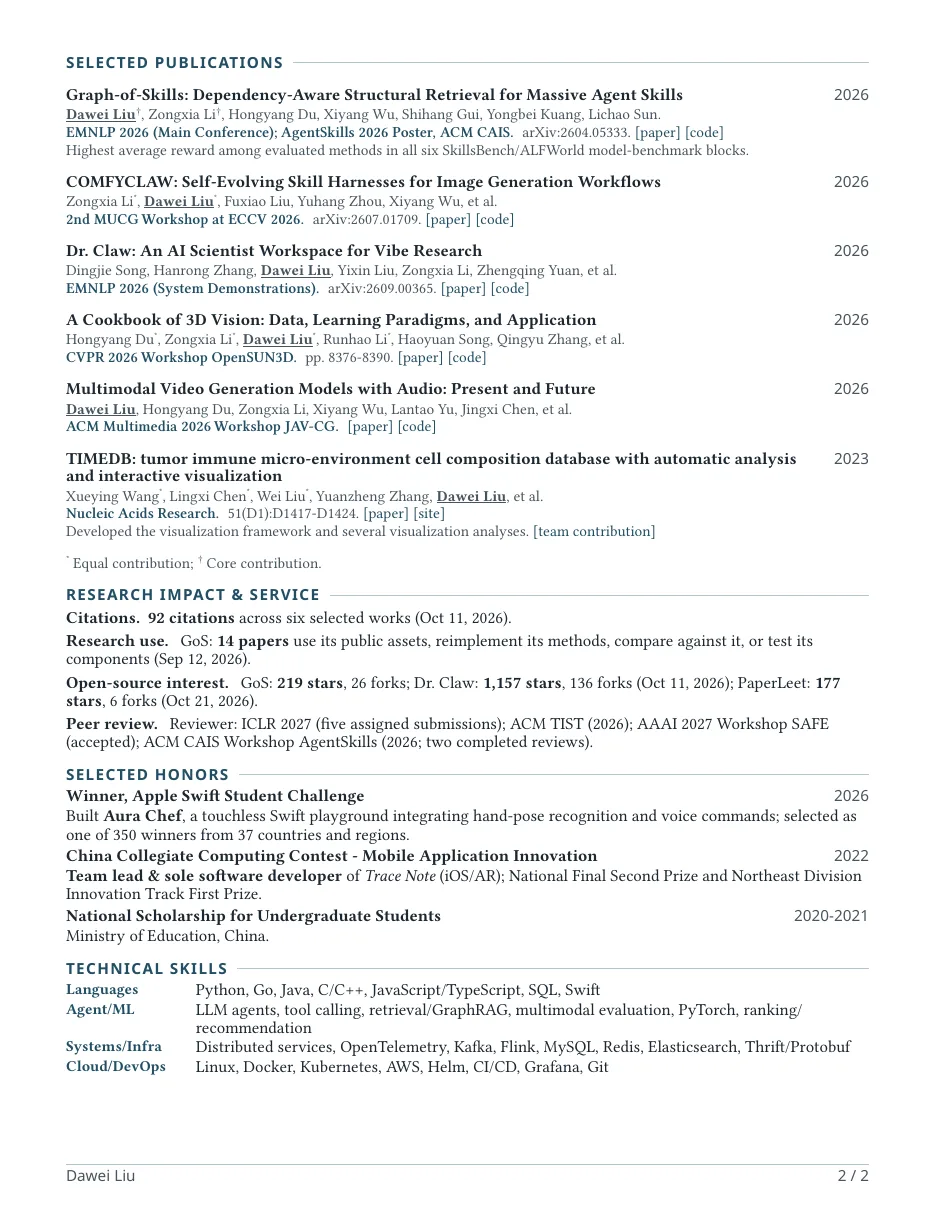 SELECTED PUBLICATIONS
Graph-of-Skills: Dependency-Aware Structural Retrieval for Massive Agent Skills 2026
Dawei Liu†, Zongxia Li†, Hongyang Du, Xiyang Wu, Shihang Gui, Yongbei Kuang, Lichao Sun.
EMNLP 2026 (Main Conference); AgentSkills 2026 Poster, ACM CAIS. arXiv:2604.05333. [paper] [code]
Highest average reward among evaluated methods in all six SkillsBench/ALFWorld model-benchmark blocks.
COMFYCLAW: Self-Evolving Skill Harnesses for Image Generation Workflows 2026
Zongxia Li*, Dawei Liu*, Fuxiao Liu, Yuhang Zhou, Xiyang Wu, et al.
2nd MUCG Workshop at ECCV 2026. arXiv:2607.01709. [paper] [code]
Dr. Claw: An AI Scientist Workspace for Vibe Research 2026
Dingjie Song, Hanrong Zhang, Dawei Liu, Yixin Liu, Zongxia Li, Zhengqing Yuan, et al.
EMNLP 2026 (System Demonstrations). arXiv:2609.00365. [paper] [code]
A Cookbook of 3D Vision: Data, Learning Paradigms, and Application 2026
Hongyang Du*, Zongxia Li*, Dawei Liu*, Runhao Li*, Haoyuan Song, Qingyu Zhang, et al.
CVPR 2026 Workshop OpenSUN3D. pp. 8376-8390. [paper] [code]
Multimodal Video Generation Models with Audio: Present and Future 2026
Dawei Liu, Hongyang Du, Zongxia Li, Xiyang Wu, Lantao Yu, Jingxi Chen, et al.
ACM Multimedia 2026 Workshop JAV-CG. [paper] [code]
TIMEDB: tumor immune micro-environment cell composition database with automatic analysis 2023
and interactive visualization
Xueying Wang*, Lingxi Chen*, Wei Liu*, Yuanzheng Zhang, Dawei Liu, et al.
Nucleic Acids Research. 51(D1):D1417-D1424. [paper] [site]
Developed the visualization framework and several visualization analyses. [team contribution]
* Equal contribution; † Core contribution.
RESEARCH IMPACT & SERVICE
Citations. 92 citations across six selected works (Oct 11, 2026).
Research use. GoS: 14 papers use its public assets, reimplement its methods, compare against it, or test its
components (Sep 12, 2026).
Open-source interest. GoS: 219 stars, 26 forks; Dr. Claw: 1,157 stars, 136 forks (Oct 11, 2026); PaperLeet: 177
stars, 6 forks (Oct 21, 2026).
Peer review. Reviewer: ICLR 2027 (five assigned submissions); ACM TIST (2026); AAAI 2027 Workshop SAFE
(accepted); ACM CAIS Workshop AgentSkills (2026; two completed reviews).
SELECTED HONORS
Winner, Apple Swift Student Challenge 2026
Built Aura Chef, a touchless Swift playground integrating hand-pose recognition and voice commands; selected as
one of 350 winners from 37 countries and regions.
China Collegiate Computing Contest - Mobile Application Innovation 2022
Team lead & sole software developer of Trace Note (iOS/AR); National Final Second Prize and Northeast Division
Innovation Track First Prize.
National Scholarship for Undergraduate Students 2020-2021
Ministry of Education, China.
TECHNICAL SKILLS
Languages Python, Go, Java, C/C++, JavaScript/TypeScript, SQL, Swift
Agent/ML LLM agents, tool calling, retrieval/GraphRAG, multimodal evaluation, PyTorch, ranking/
recommendation
Systems/Infra Distributed services, OpenTelemetry, Kafka, Flink, MySQL, Redis, Elasticsearch, Thrift/Protobuf
Cloud/DevOps Linux, Docker, Kubernetes, AWS, Helm, CI/CD, Grafana, Git
Dawei Liu 2 / 2